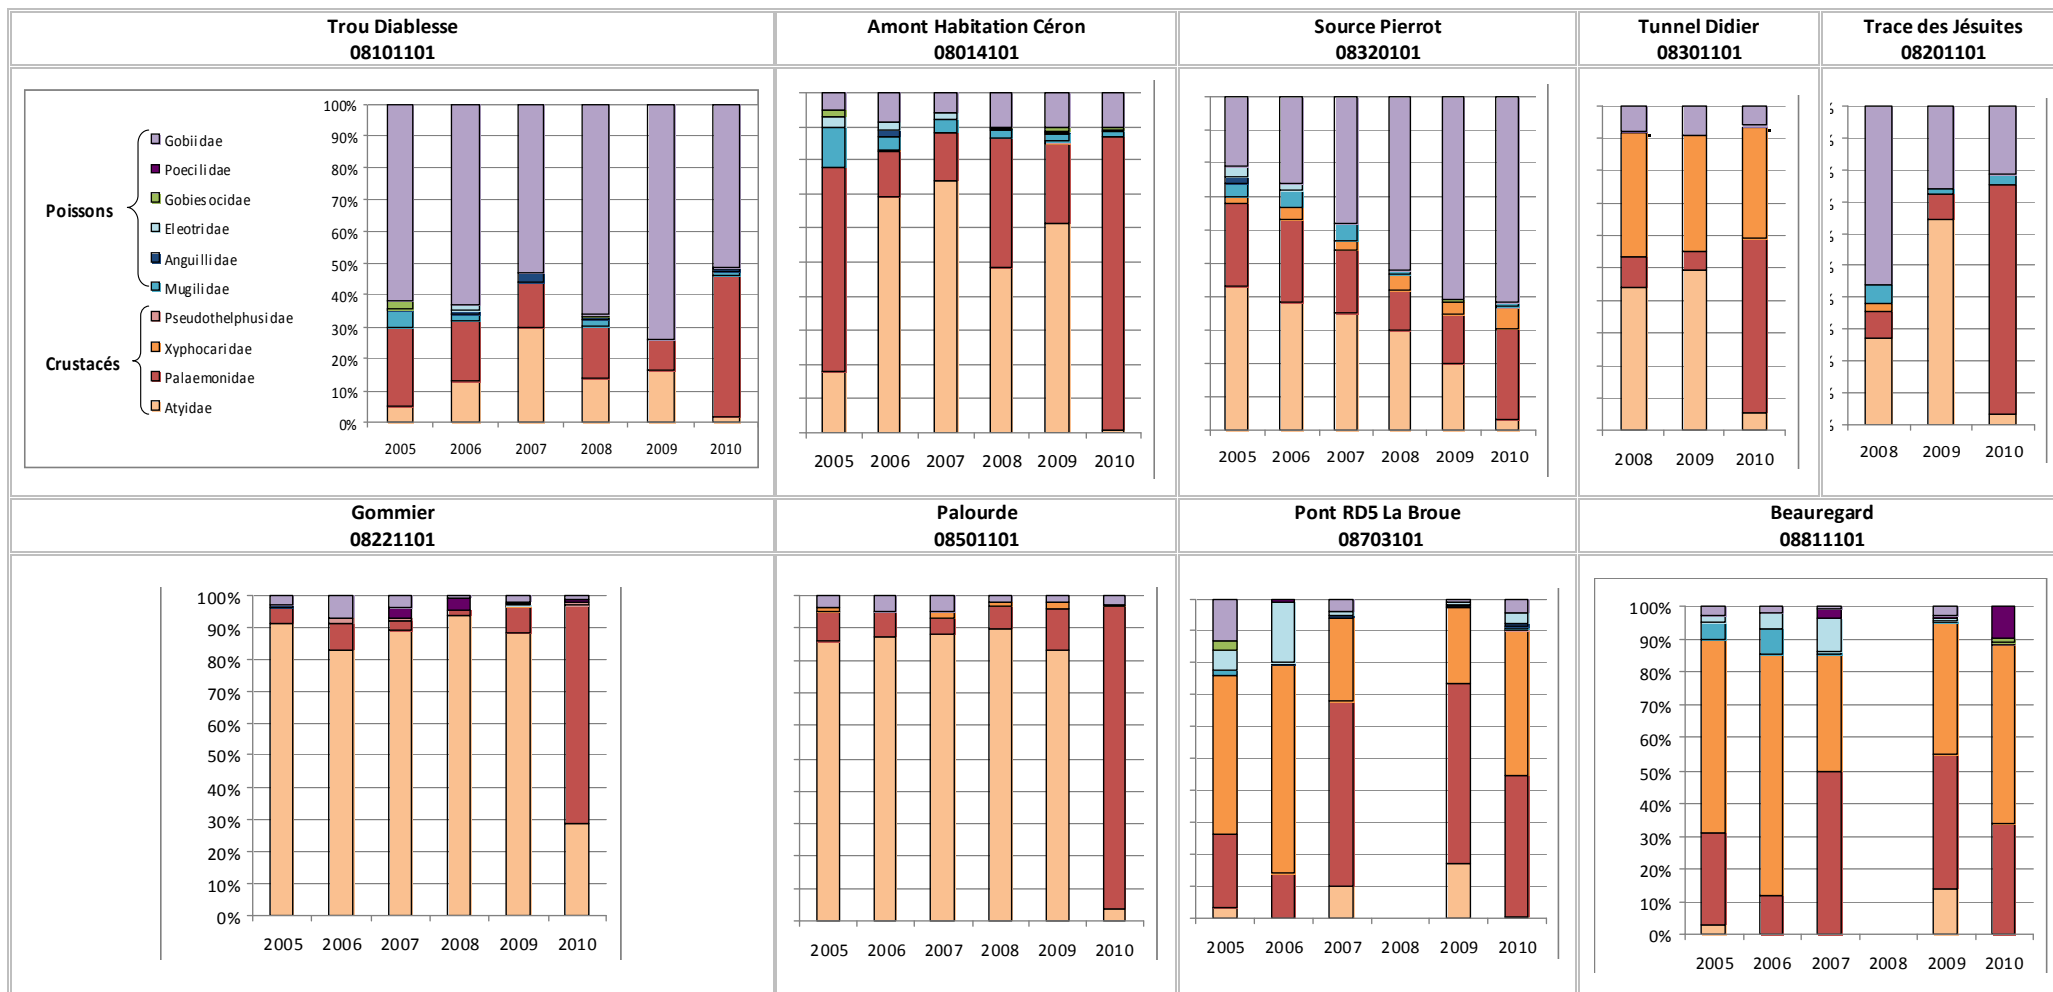 Trou Diablesse
08101101
Amont Habitation Céron
08014101
Source Pierrot
08320101
Tunnel Didier
08301101
Trace des Jésuites
08201101
Poissons
Gobiidae
Poecilidae
Gobiesocidae
Eleotridae
Anguillidae
Mugilidae
Crustacés
Pseudothelphusidae
Xyphocaridae
Palaemonidae
Atyidae
100%
90%
80%
70%
60%
50%
40%
30%
20%
10%
0%
2005 2006 2007 2008 2009 2010
2005 2006 2007 2008 2009 2010
2005 2006 2007 2008 2009 2010
2008 2009 2010
2008 2009 2010
Gommier
08221101
Palourde
08501101
Pont RD5 La Broue
08703101
Beauregard
08811101
100%
90%
80%
70%
60%
50%
40%
30%
20%
10%
0%
2005 2006 2007 2008 2009 2010
2005 2006 2007 2008 2009 2010
2005 2006 2007 2008 2009 2010
100%
90%
80%
70%
60%
50%
40%
30%
20%
10%
0%
2005 2006 2007 2008 2009 2010